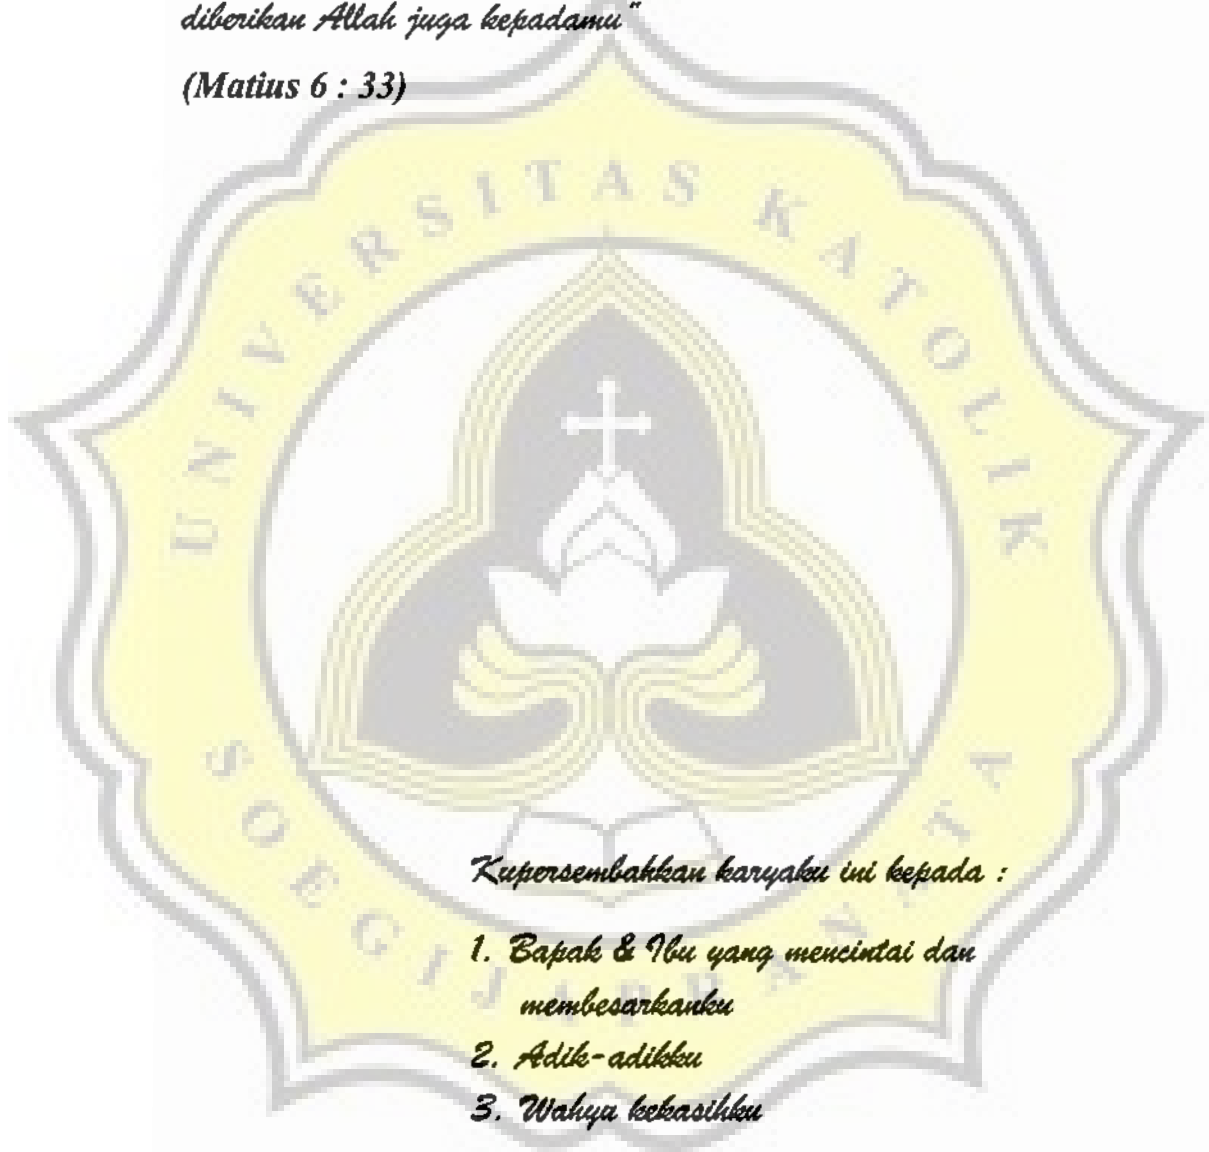 diberikan Allah juga kepadamu"
(Matius 6 : 33)
UNIVERSITAS KATOLIK
SOEGIJAPRANATA
Kupersembahkan karyaku ini kepada :
1. Bapak & Ibu yang mencintai dan
membesarkanku
2. Adik-adikku
3. Wahyu kekasihku